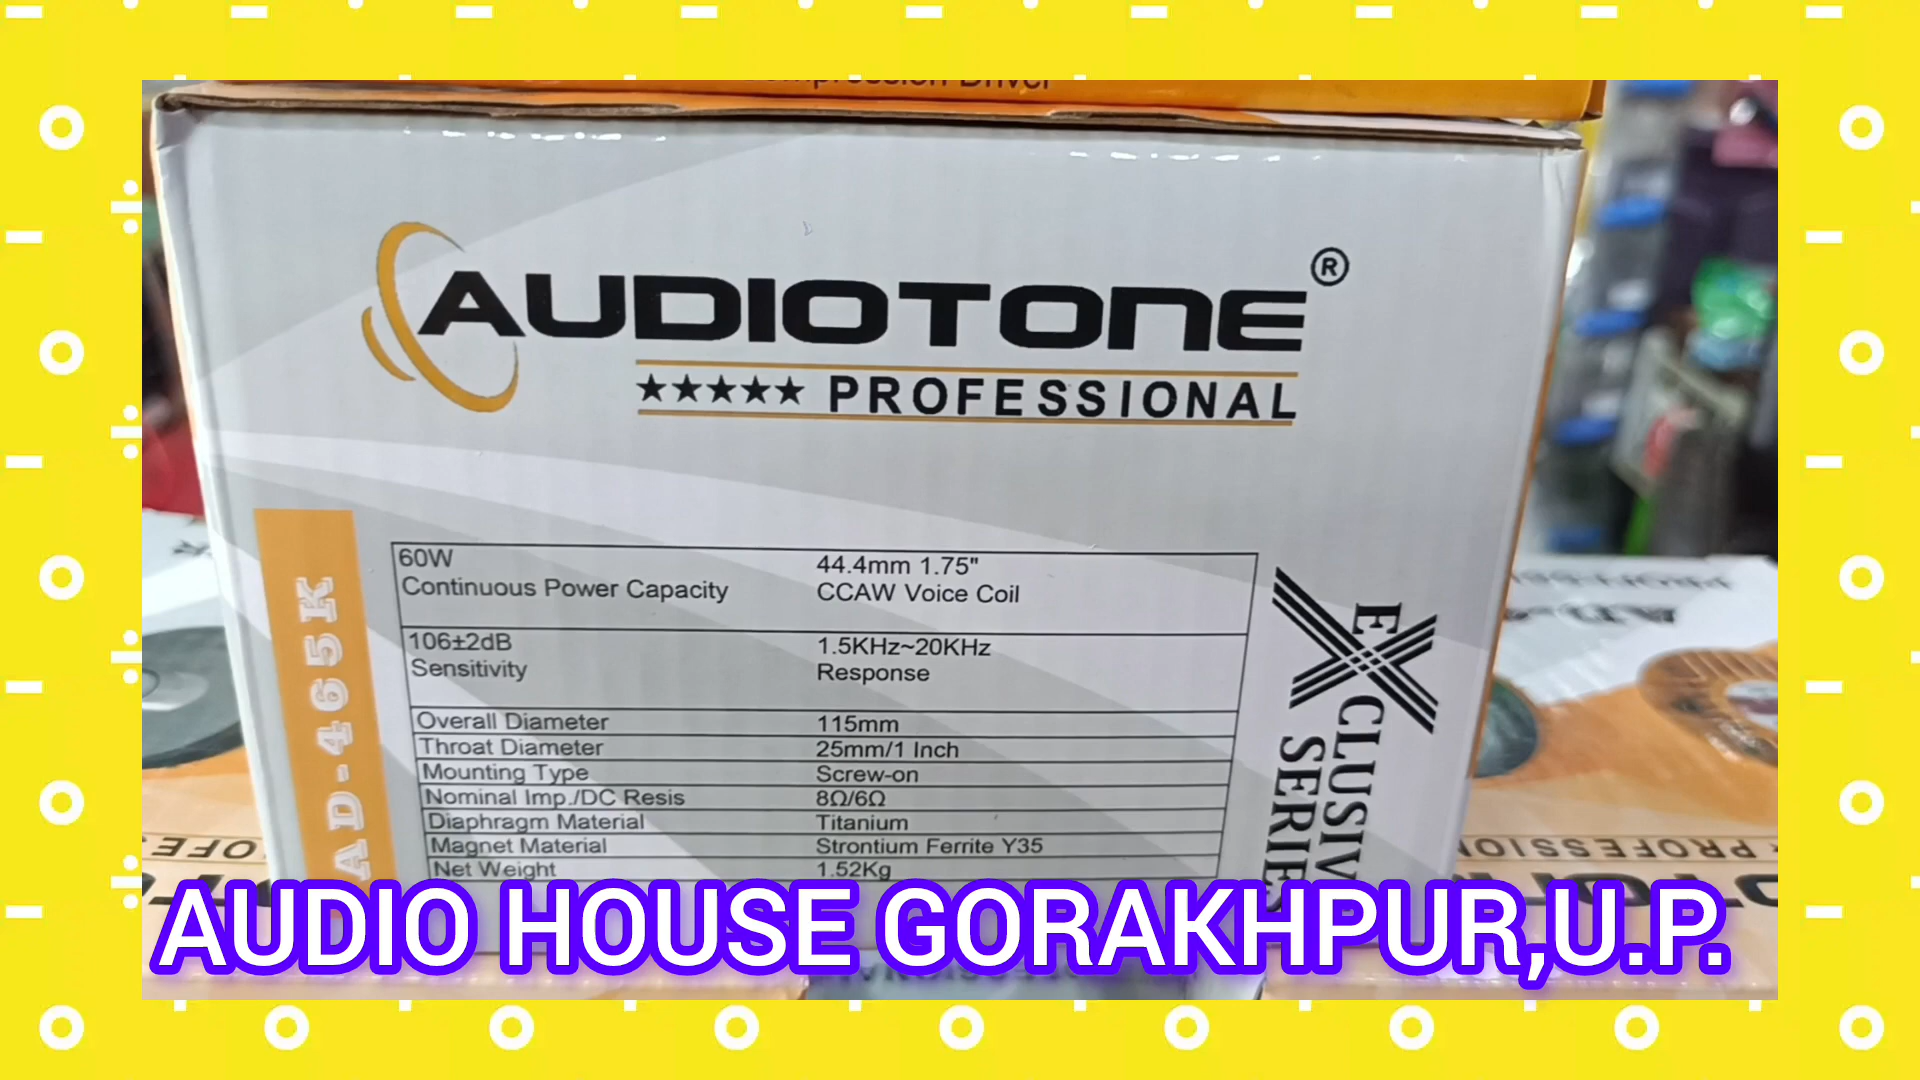 Compression Driver
AUDIOTONE®
★★★★★ PROFESSIONAL
AD-465K
60W
Continuous Power Capacity
44.4mm 1.75"
CCAW Voice Coil
106±2dB
Sensitivity
1.5KHz~20KHz
Response
Overall Diameter 115mm
Throat Diameter 25mm/1 Inch
Mounting Type Screw-on
Nominal Imp./DC Resis 8Ω/6Ω
Diaphragm Material Titanium
Magnet Material Strontium Ferrite Y35
Net Weight 1.52Kg
EXCLUSIVE
SERIES
AUDIO HOUSE GORAKHPUR,U.P.